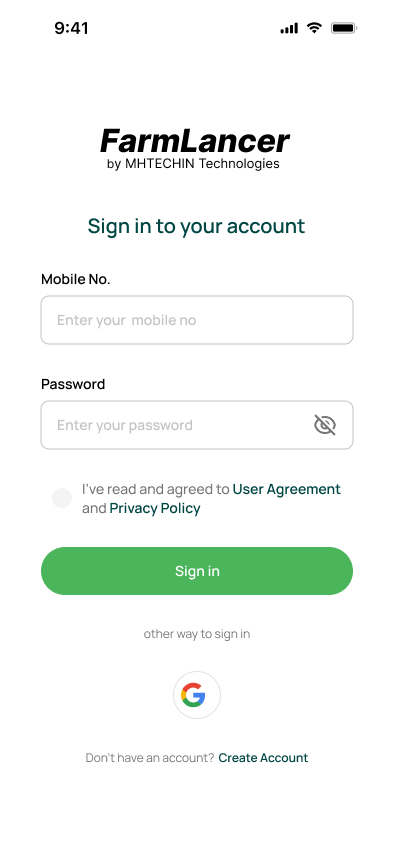 9:41
FarmLancer
by MHTECHIN Technologies
Sign in to your account
Mobile No.
Enter your mobile no
Password
Enter your password
I've read and agreed to User Agreement
and Privacy Policy
Sign in
other way to sign in
Don't have an account? Create Account